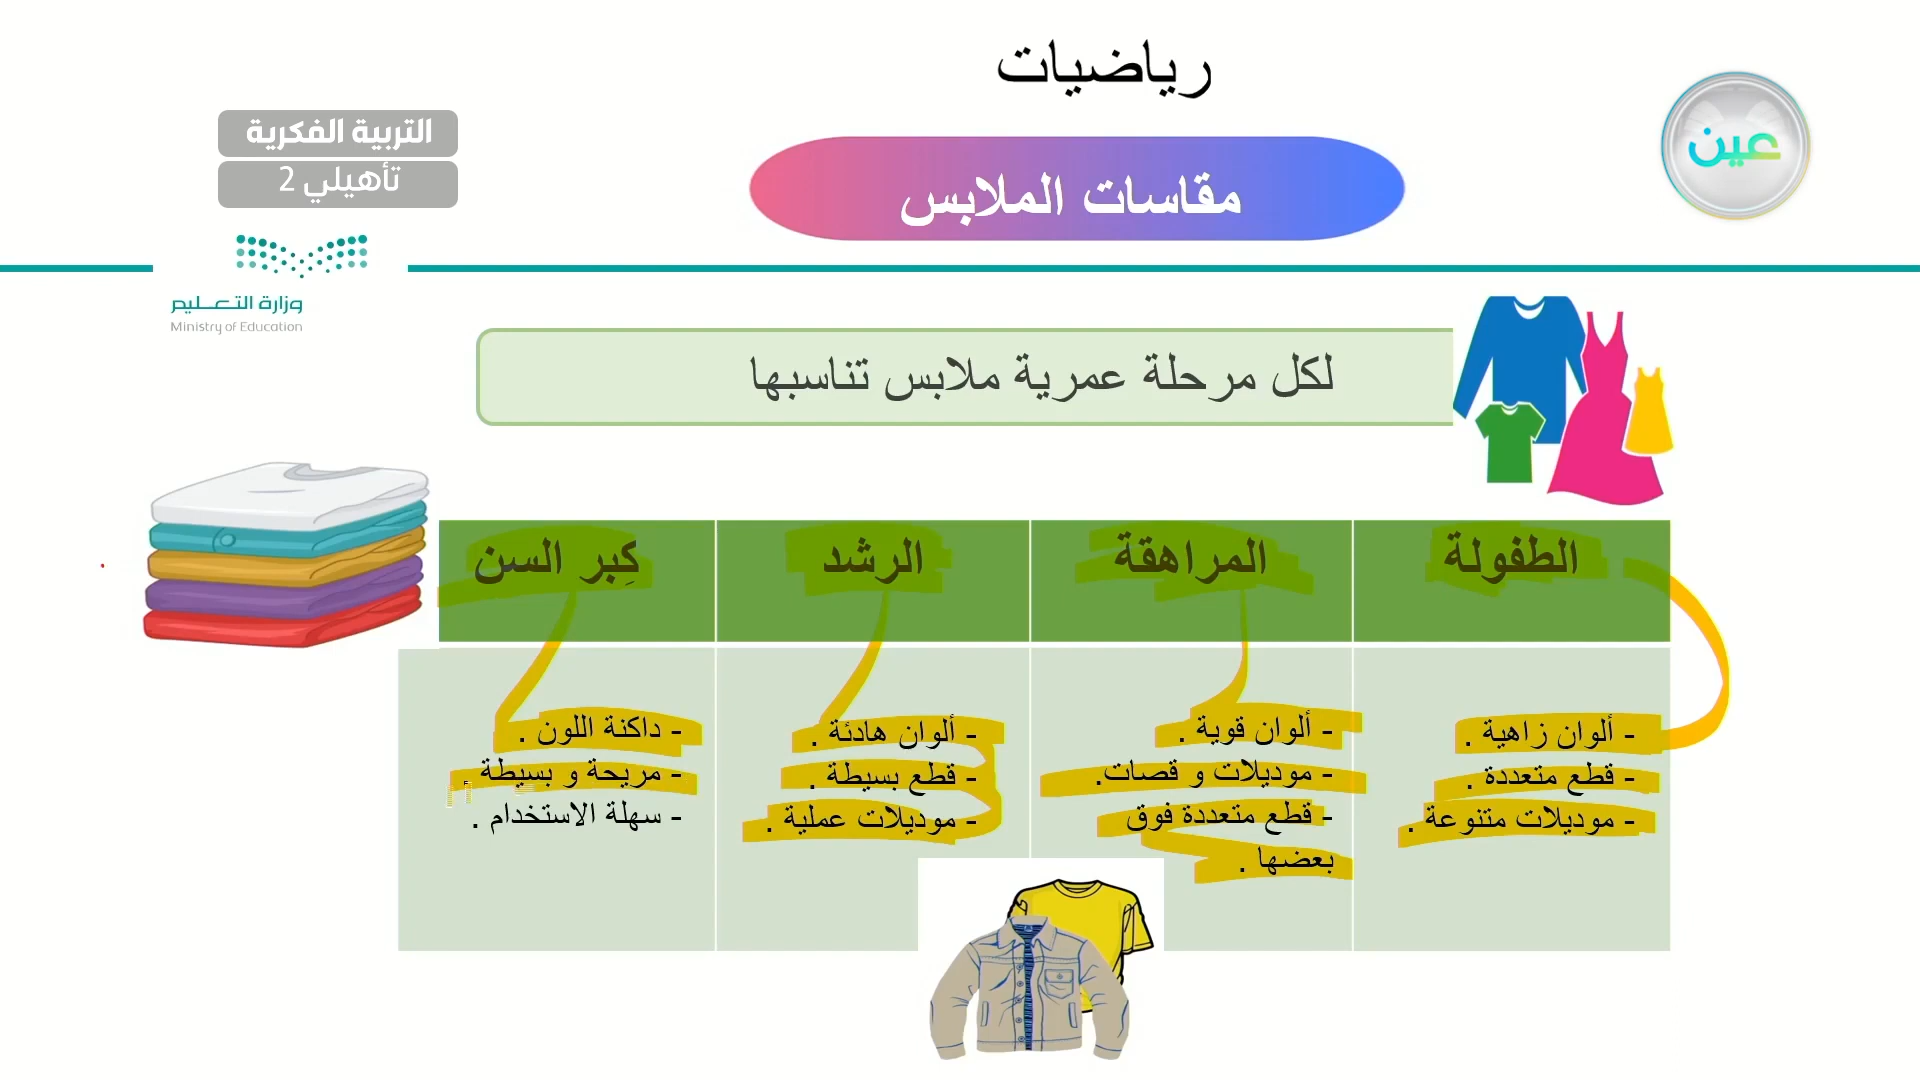 رياضيات
عين
التربية الفكرية
تأهيلي 2
مقاسات الملابس
وزارة التعليم
Ministry of Education
لكل مرحلة عمرية ملابس تناسبها
الطفولة
المراهقة
الرشد
كِبر السن
- ألوان زاهية .
- قطع متعددة .
- موديلات متنوعة .
- ألوان قوية .
- موديلات و قصات.
- قطع متعددة فوق
بعضها .
- ألوان هادئة .
- قطع بسيطة .
- موديلات عملية .
- داكنة اللون .
- مريحة و بسيطة .
- سهلة الاستخدام .